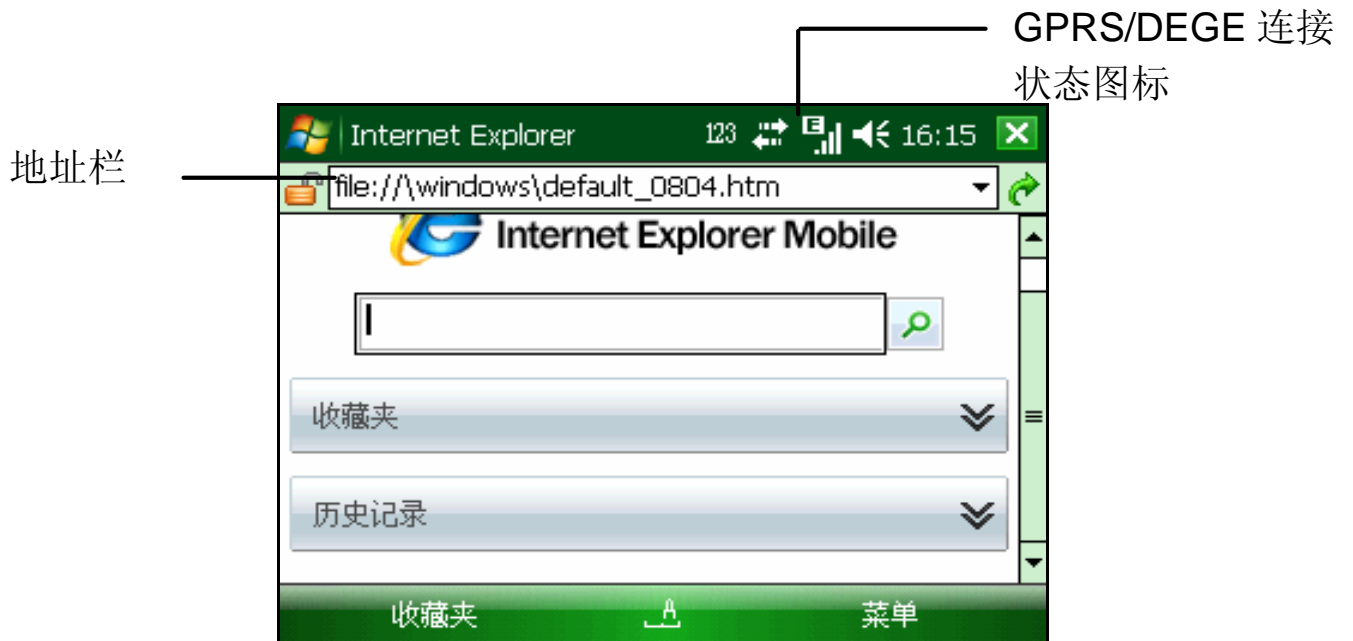 GPRS/DEGE 连接
状态图标
地址栏
Internet Explorer 123 E 16:15
file://\windows\default_0804.htm
Internet Explorer Mobile
收藏夹
历史记录
收藏夹 菜单